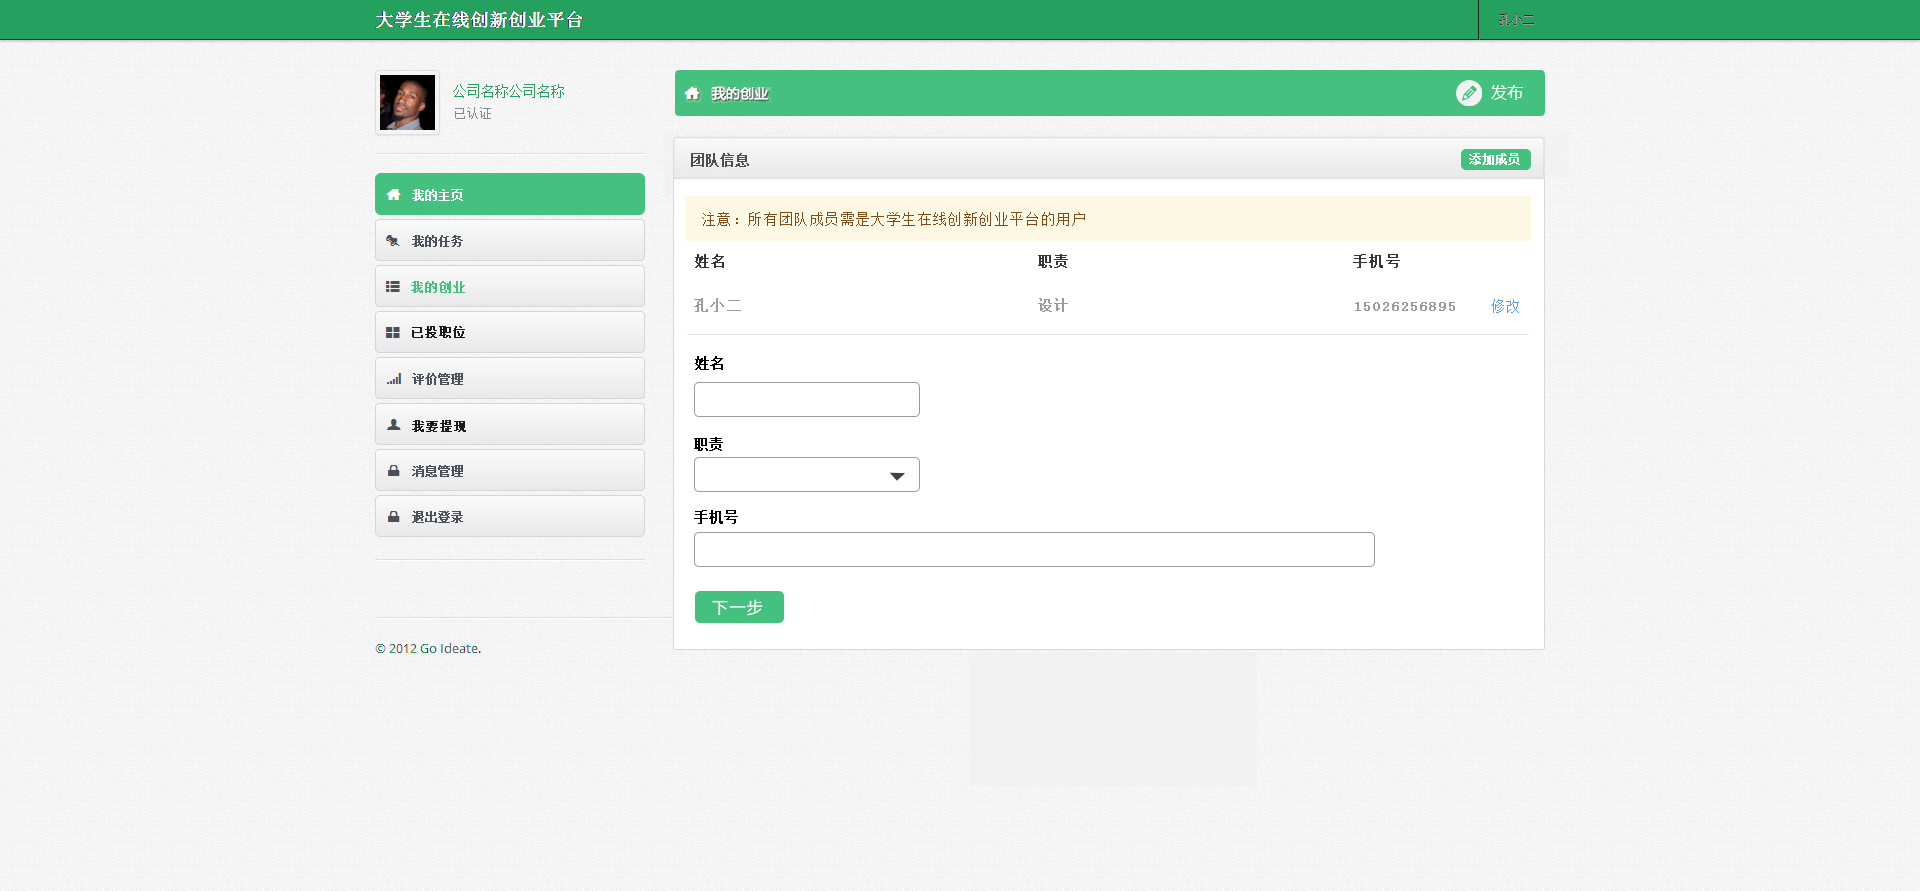 大学生在线创新创业平台
孔小二
公司名称公司名称
已认证
我的主页
我的任务
我的创业
已投职位
评价管理
我要提现
消息管理
退出登录
© 2012 Go Ideate.
我的创业
发布
团队信息
添加成员
注意：所有团队成员需是大学生在线创新创业平台的用户
姓名 职责 手机号
孔小二 设计 15026256895 修改
姓名
职责
手机号
下一步